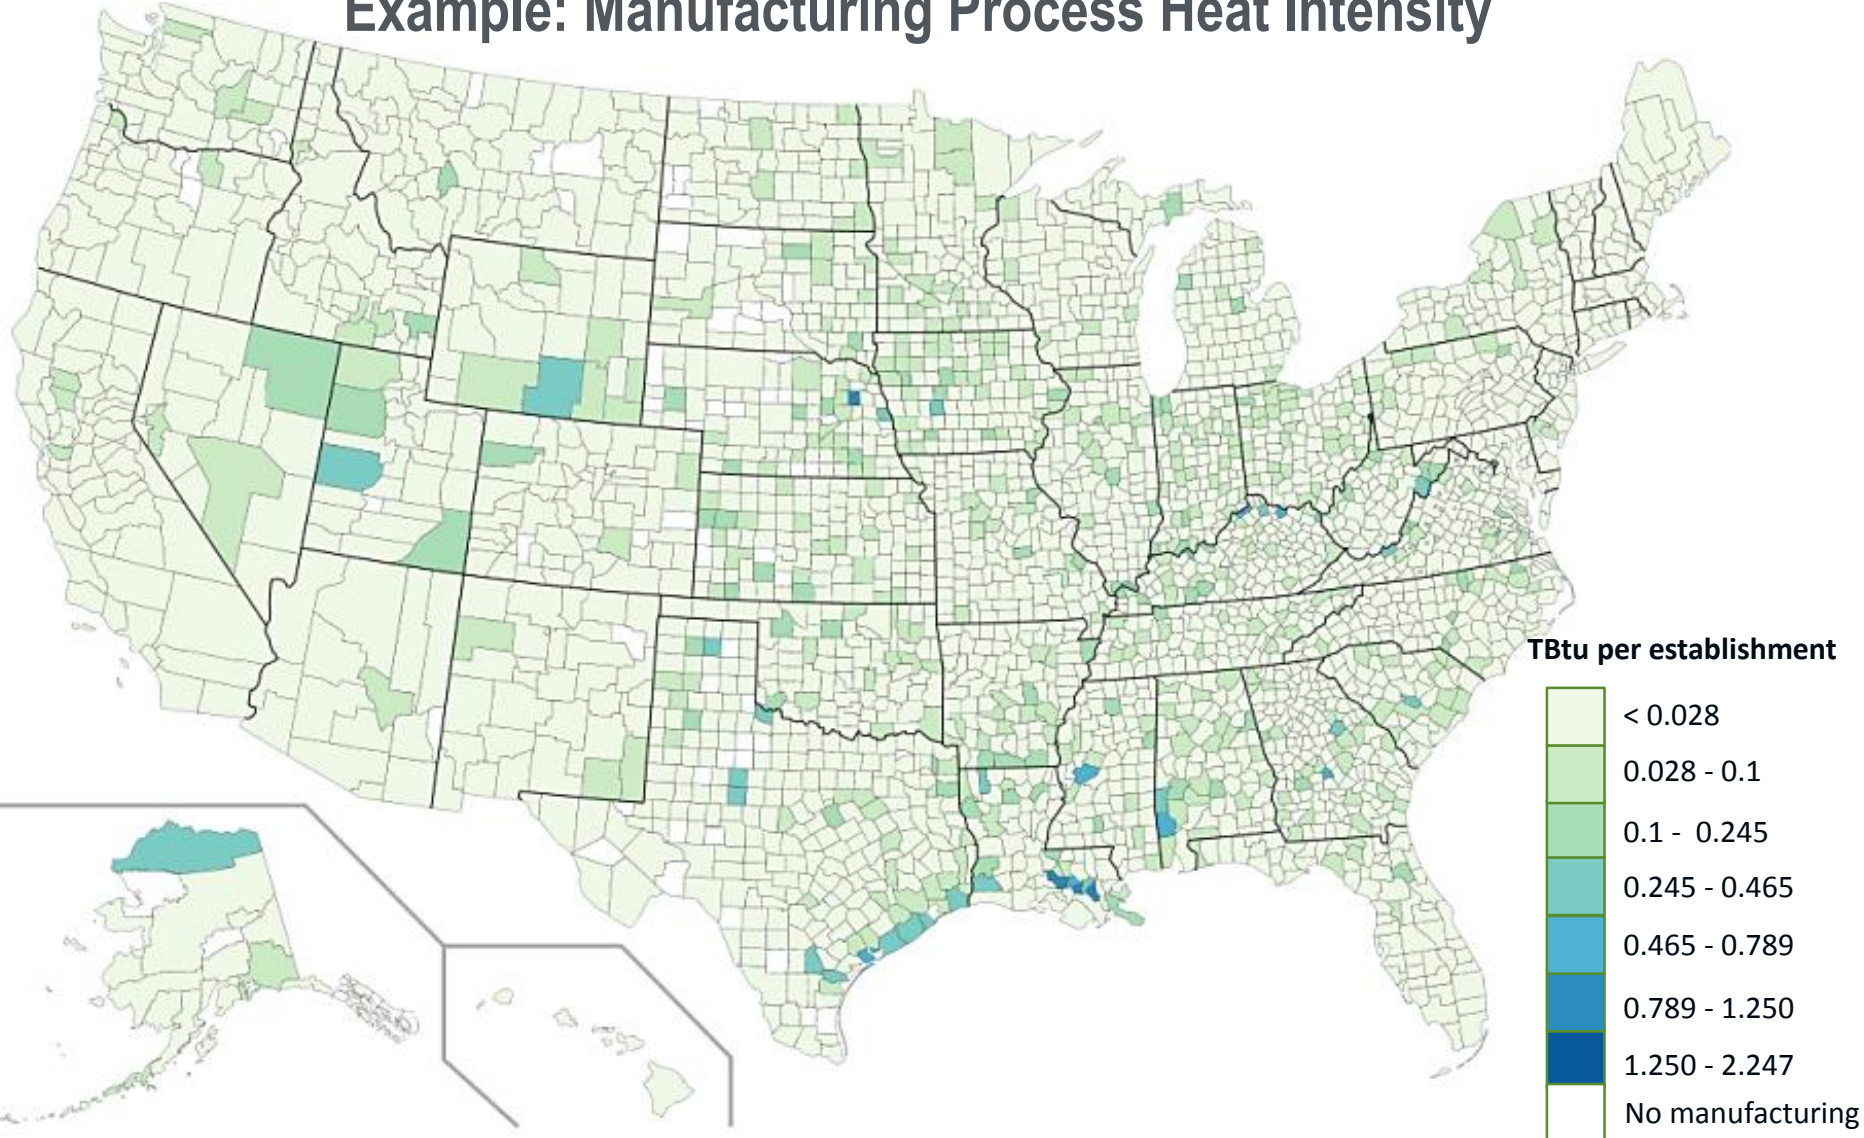 Example: Manufacturing Process Heat Intensity
TBtu per establishment
< 0.028
0.028 - 0.1
0.1 - 0.245
0.245 - 0.465
0.465 - 0.789
0.789 - 1.250
1.250 - 2.247
No manufacturing